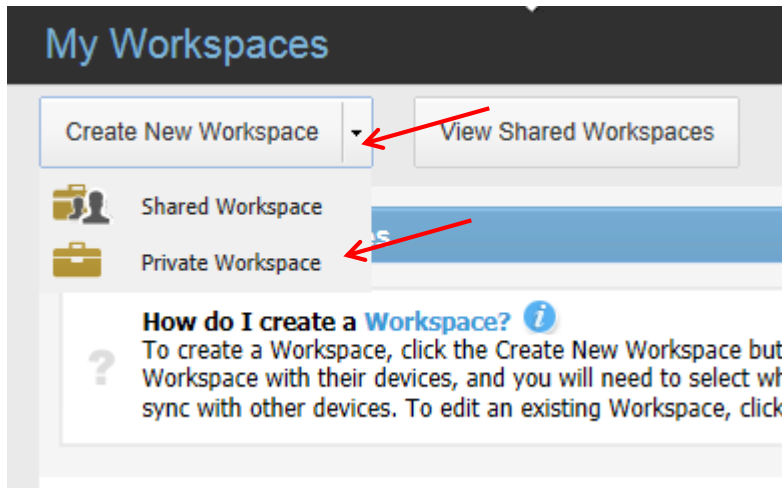 My Workspaces
Create New Workspace
View Shared Workspaces
Shared Workspace
Private Workspace
How do I create a Workspace?
To create a Workspace, click the Create New Workspace but
Workspace with their devices, and you will need to select wh
sync with other devices. To edit an existing Workspace, click